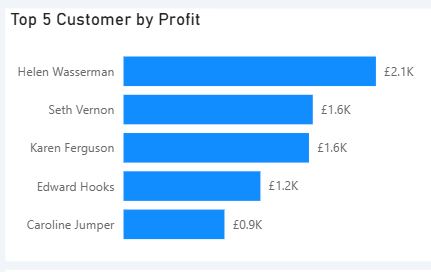 Top 5 Customer by Profit
Helen Wasserman £2.1K
Seth Vernon £1.6K
Karen Ferguson £1.6K
Edward Hooks £1.2K
Caroline Jumper £0.9K